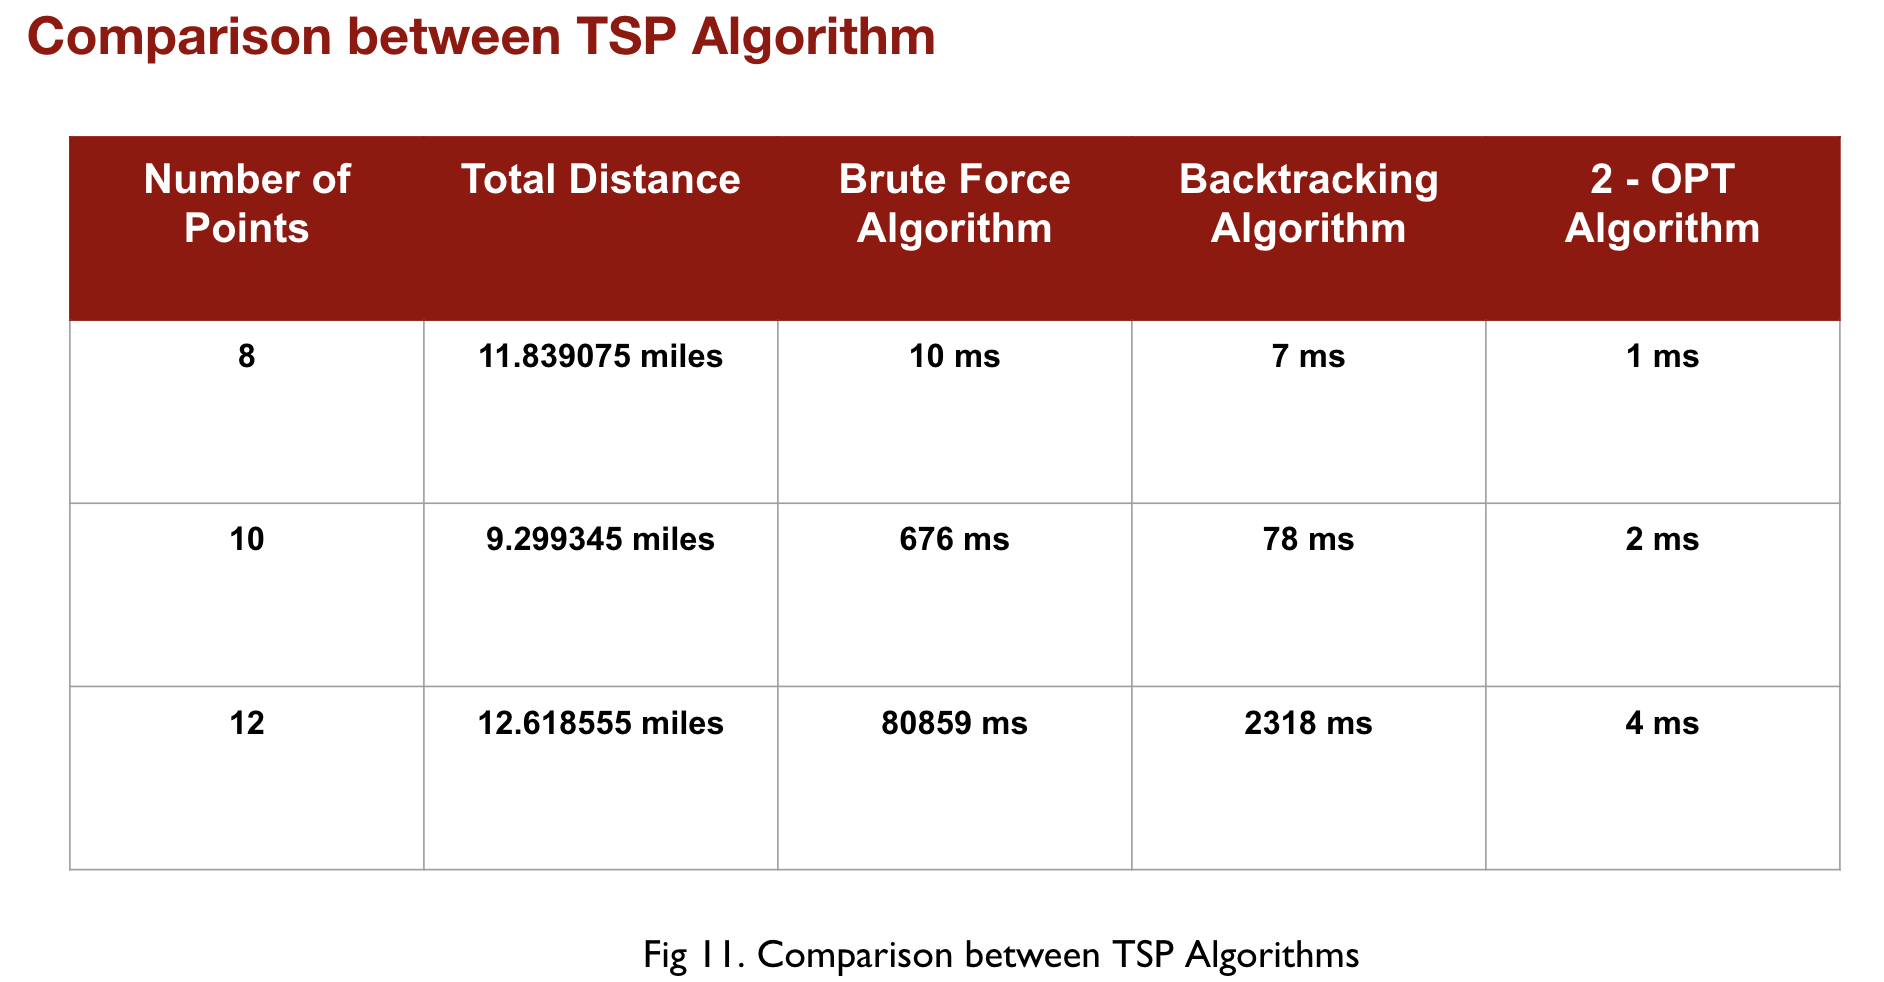 Comparison between TSP Algorithm
Number of Points Total Distance Brute Force Algorithm Backtracking Algorithm 2 - OPT Algorithm
8 11.839075 miles 10 ms 7 ms 1 ms
10 9.299345 miles 676 ms 78 ms 2 ms
12 12.618555 miles 80859 ms 2318 ms 4 ms
Fig 11. Comparison between TSP Algorithms